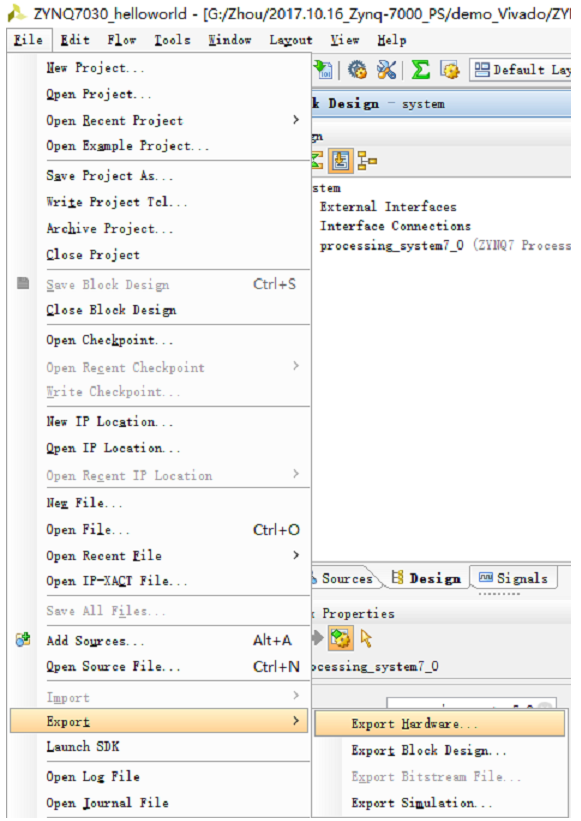 ZYNQ7030_helloworld - [G:/Zhou/2017.10.16_Zynq-7000_PS/demo_Vivado/ZY
File Edit Flow Tools Window Layout View Help
New Project...
Default Lay
Open Project...
k Design - system
Open Recent Project >
gn
Open Example Project...
Save Project As...
stem
Write Project Tcl...
External Interfaces
Archive Project...
Interface Connections
Close Project
processing_system7_0 (ZYNQ7 Process
Save Block Design Ctrl+S
Close Block Design
Open Checkpoint...
Open Recent Checkpoint >
Write Checkpoint...
New IP Location...
Open IP Location...
Open Recent IP Location >
New File...
Open File... Ctrl+O
Open Recent File >
Open IP-XACT File...
Sources Design Signals
Save All Files...
Properties
Add Sources... Alt+A
Open Source File... Ctrl+N
ocessing_system7_0
Import >
Export >
Export Hardware...
Launch SDK
Export Block Design...
Open Log File
Export Bitstream File...
Open Journal File
Export Simulation...